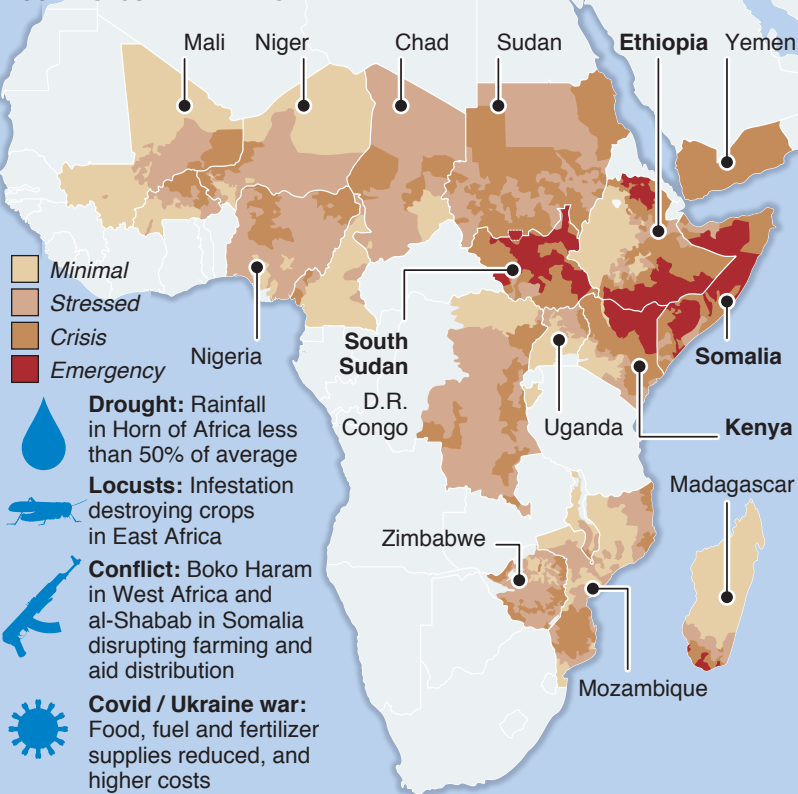 Mali
Niger
Chad
Sudan
Ethiopia
Yemen
Minimal
Stressed
Crisis
Emergency
Nigeria
South
Sudan
D.R.
Congo
Uganda
Somalia
Kenya
Madagascar
Zimbabwe
Mozambique
Drought: Rainfall
in Horn of Africa less
than 50% of average
Locusts: Infestation
destroying crops
in East Africa
Conflict: Boko Haram
in West Africa and
al-Shabab in Somalia
disrupting farming and
aid distribution
Covid / Ukraine war:
Food, fuel and fertilizer
supplies reduced, and
higher costs